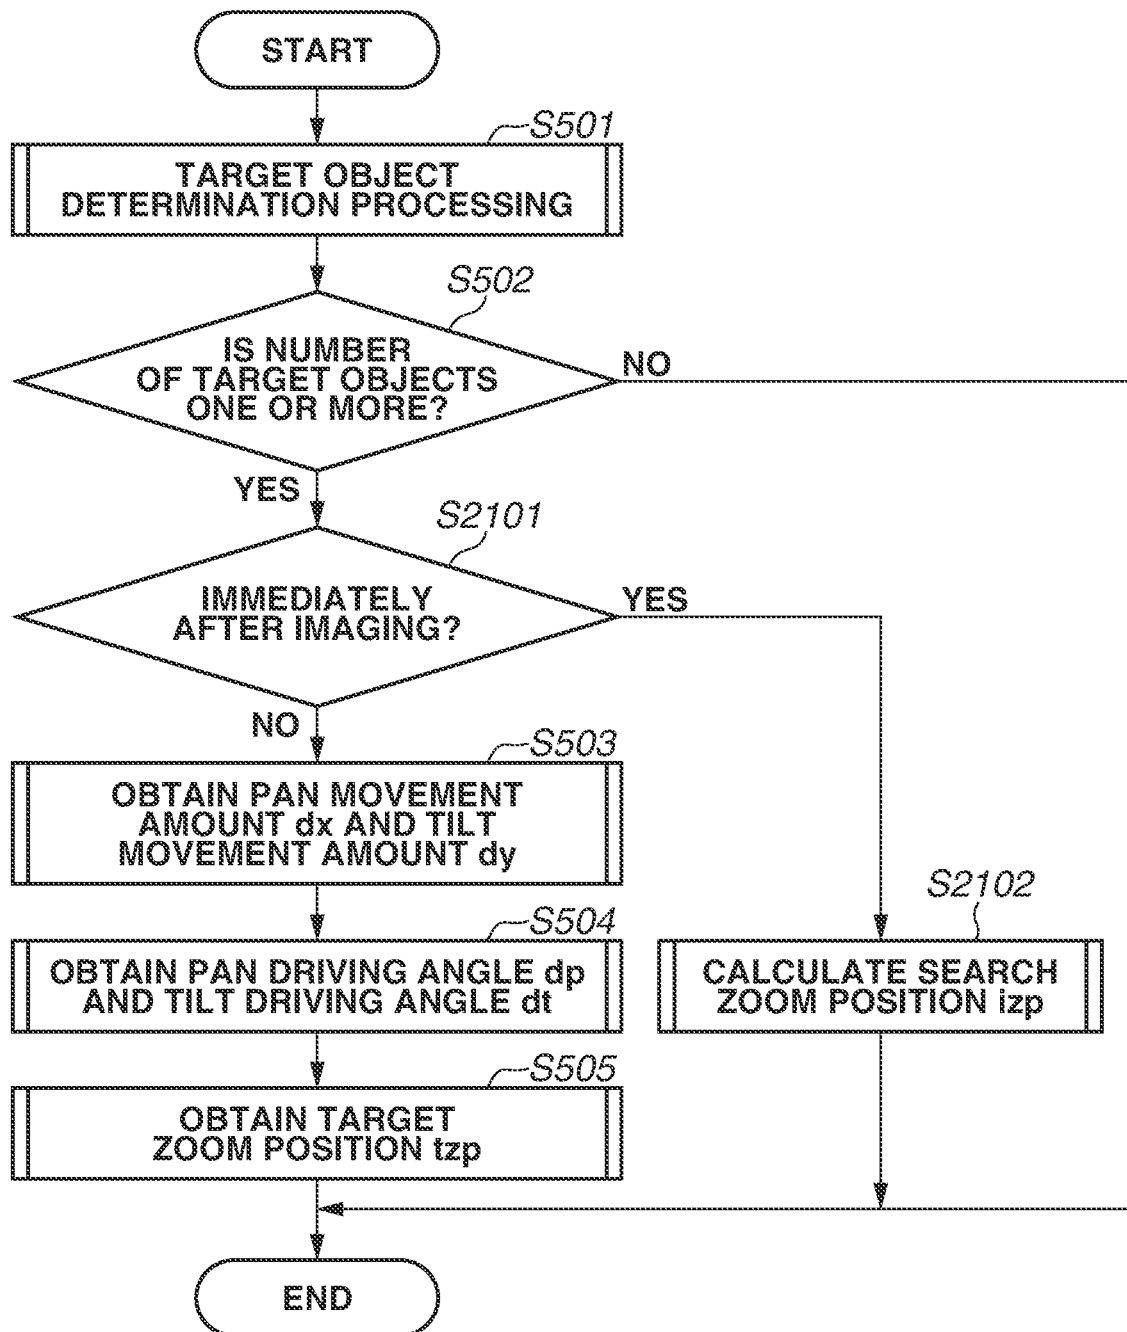 START
S501
TARGET OBJECT
DETERMINATION PROCESSING
S502
IS NUMBER
OF TARGET OBJECTS
ONE OR MORE?
NO
YES
S2101
IMMEDIATELY
AFTER IMAGING?
YES
NO
S503
OBTAIN PAN MOVEMENT
AMOUNT dx AND TILT
MOVEMENT AMOUNT dy
S504
OBTAIN PAN DRIVING ANGLE dp
AND TILT DRIVING ANGLE dt
S2102
CALCULATE SEARCH
ZOOM POSITION izp
S505
OBTAIN TARGET
ZOOM POSITION tzp
END